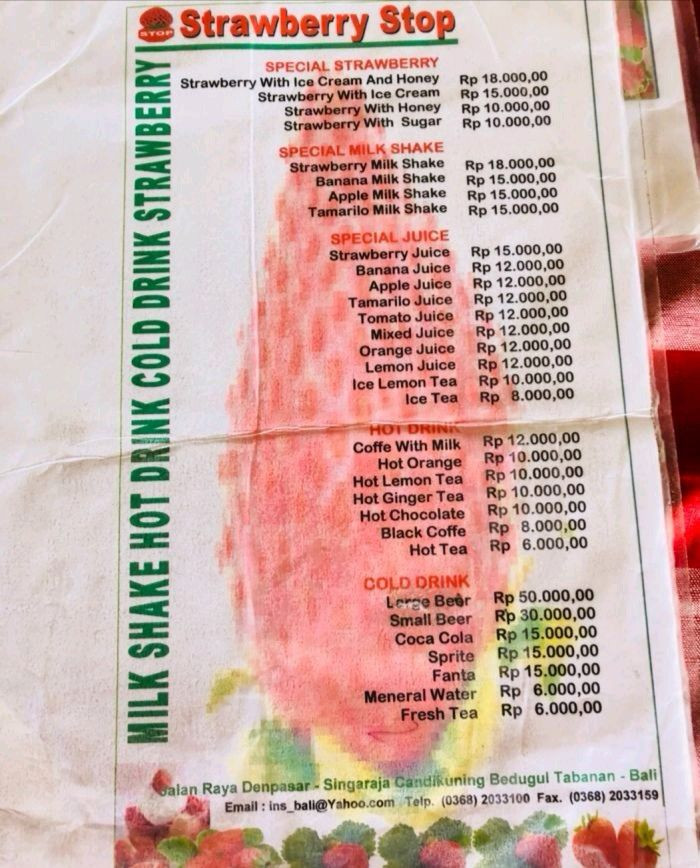 STOP Strawberry Stop
MILK SHAKE HOT DRINK COLD DRINK STRAWBERRY
SPECIAL STRAWBERRY
Strawberry With Ice Cream And Honey Rp 18.000,00
Strawberry With Ice Cream Rp 15.000,00
Strawberry With Honey Rp 10.000,00
Strawberry With Sugar Rp 10.000,00
SPECIAL MILK SHAKE
Strawberry Milk Shake Rp 18.000,00
Banana Milk Shake Rp 15.000,00
Apple Milk Shake Rp 15.000,00
Tamarilo Milk Shake Rp 15.000,00
SPECIAL JUICE
Strawberry Juice Rp 15.000,00
Banana Juice Rp 12.000,00
Apple Juice Rp 12.000,00
Tamarilo Juice Rp 12.000,00
Tomato Juice Rp 12.000,00
Mixed Juice Rp 12.000,00
Orange Juice Rp 12.000,00
Lemon Juice Rp 12.000,00
Ice Lemon Tea Rp 10.000,00
Ice Tea Rp 8.000,00
HOT DRINK
Coffe With Milk Rp 12.000,00
Hot Orange Rp 10.000,00
Hot Lemon Tea Rp 10.000,00
Hot Ginger Tea Rp 10.000,00
Hot Chocolate Rp 10.000,00
Black Coffe Rp 8.000,00
Hot Tea Rp 6.000,00
COLD DRINK
Large Beer Rp 50.000,00
Small Beer Rp 30.000,00
Coca Cola Rp 15.000,00
Sprite Rp 15.000,00
Fanta Rp 15.000,00
Meneral Water Rp 6.000,00
Fresh Tea Rp 6.000,00
Jalan Raya Denpasar - Singaraja Candikuning Bedugul Tabanan - Bali
Email : ins_bali@Yahoo.com Telp. (0368) 2033100 Fax. (0368) 2033159